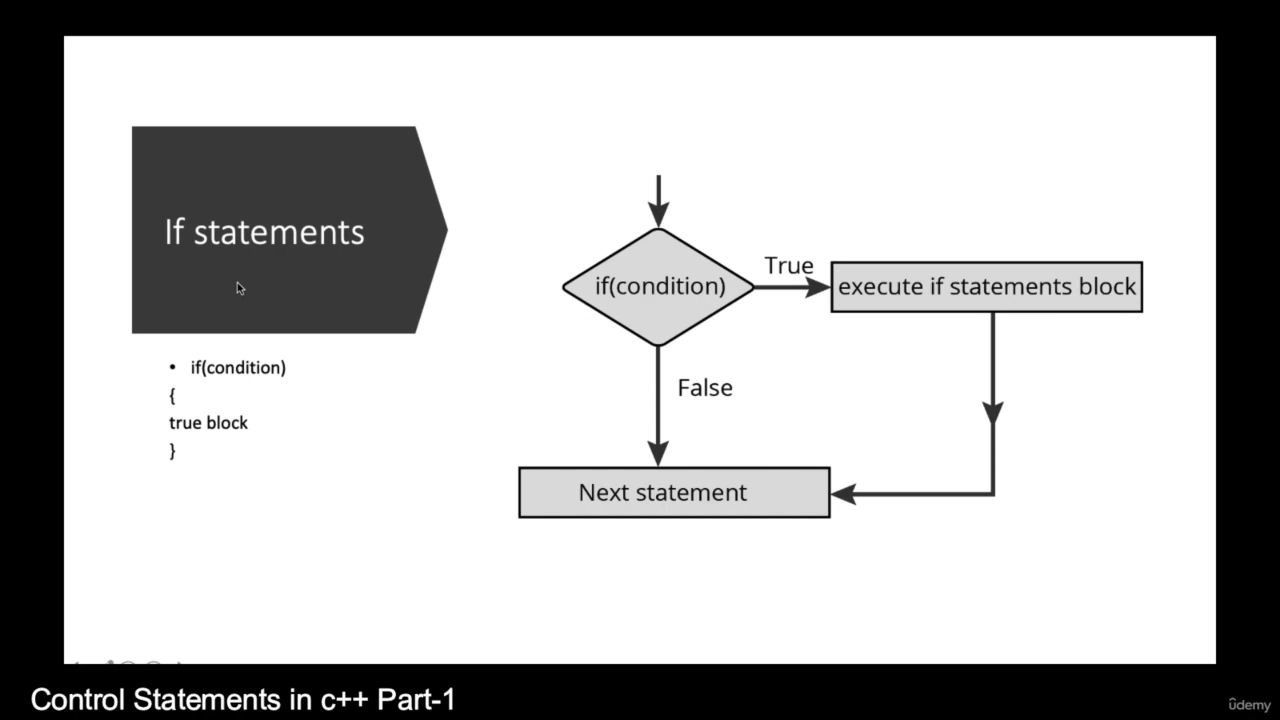 If statements
• if(condition)
{
true block
}
if(condition)
True
execute if statements block
False
Next statement
Control Statements in c++ Part-1
ûdemy